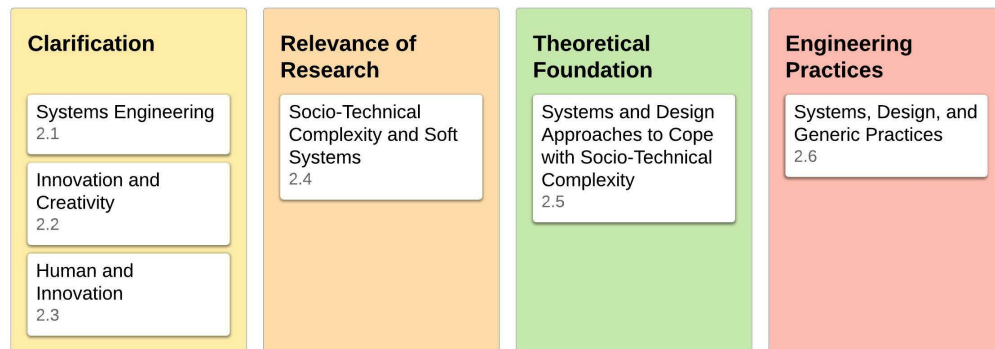 Clarification
Systems Engineering
2.1
Innovation and
Creativity
2.2
Human and
Innovation
2.3
Relevance of
Research
Socio-Technical
Complexity and Soft
Systems
2.4
Theoretical
Foundation
Systems and Design
Approaches to Cope
with Socio-Technical
Complexity
2.5
Engineering
Practices
Systems, Design, and
Generic Practices
2.6